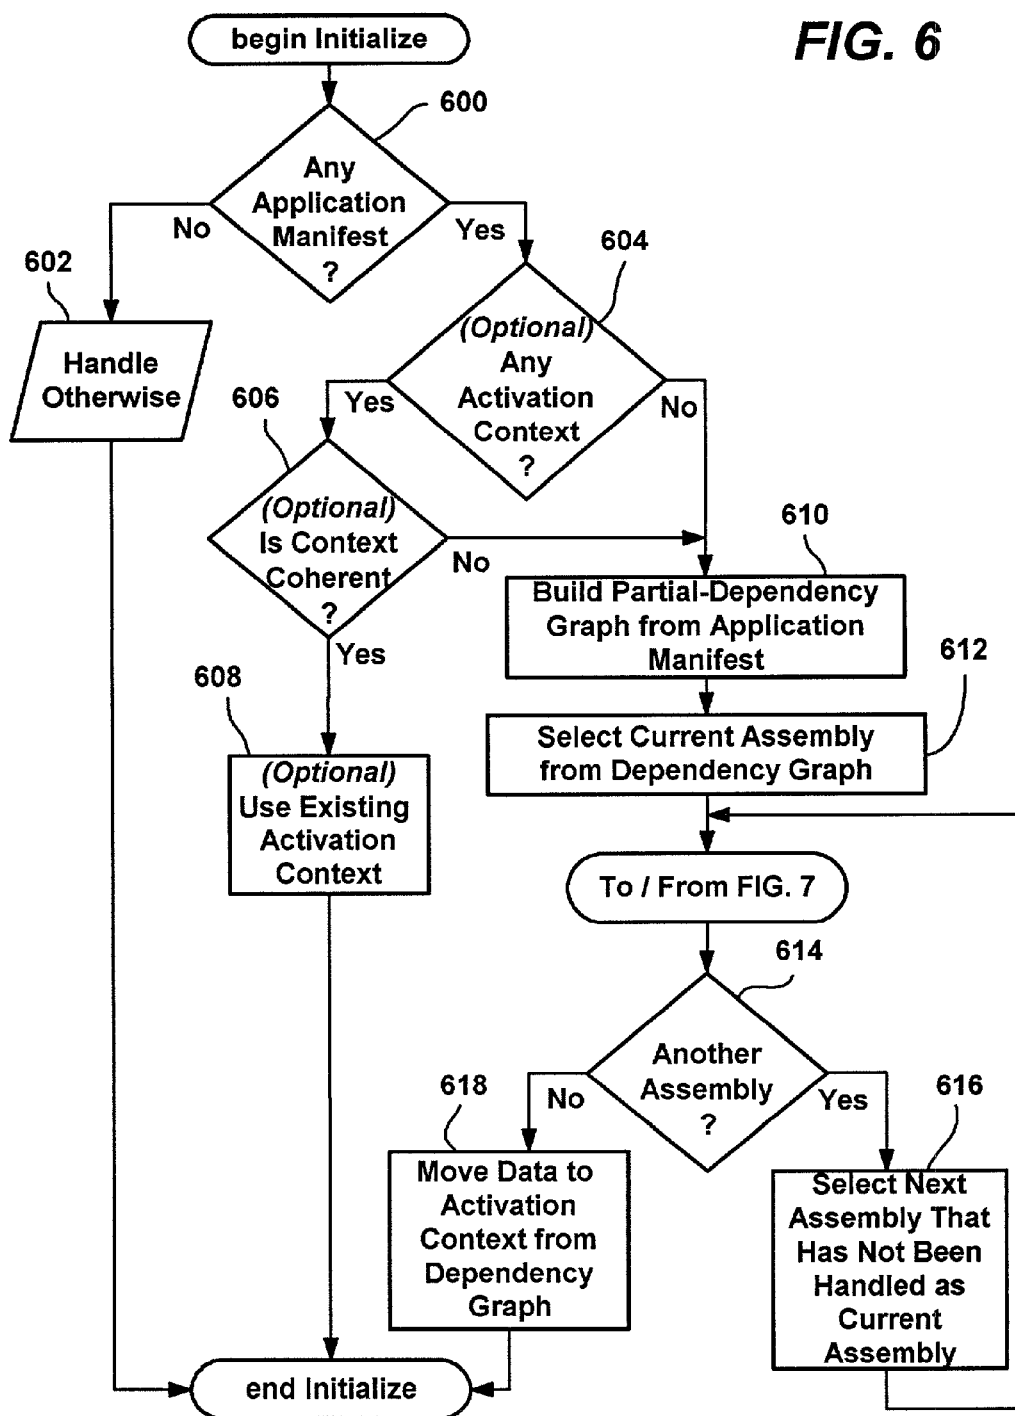 begin Initialize
FIG. 6
600
Any
Application
Manifest
?
No
Yes
602
604
Handle
Otherwise
(Optional)
Any
Activation
Context
?
Yes
No
606
(Optional)
Is Context
Coherent
?
No
Yes
610
Build Partial-Dependency
Graph from Application
Manifest
612
Select Current Assembly
from Dependency Graph
608
(Optional)
Use Existing
Activation
Context
To / From FIG. 7
614
Another
Assembly
?
No
Yes
618
Move Data to
Activation
Context from
Dependency
Graph
616
Select Next
Assembly That
Has Not Been
Handled as
Current
Assembly
end Initialize